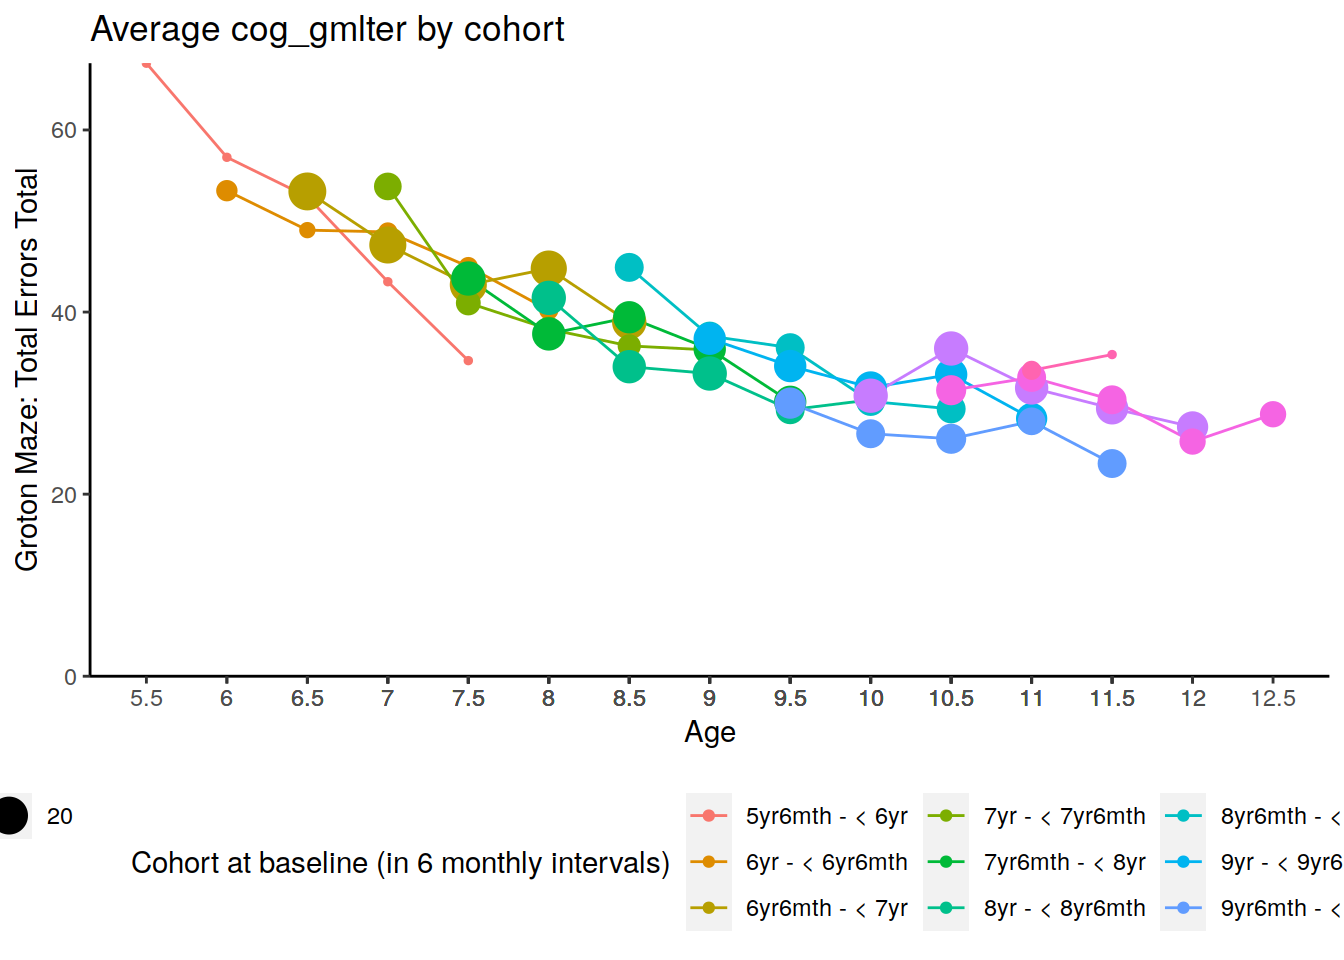 Average cog_gmlter by cohort
Groton Maze: Total Errors Total
60
40
20
0
5.5 6 6.5 7 7.5 8 8.5 9 9.5 10 10.5 11 11.5 12 12.5
Age
20
Cohort at baseline (in 6 monthly intervals)
5yr6mth - < 6yr
6yr - < 6yr6mth
6yr6mth - < 7yr
7yr - < 7yr6mth
7yr6mth - < 8yr
8yr - < 8yr6mth
8yr6mth - <
9yr - < 9yr6
9yr6mth - <